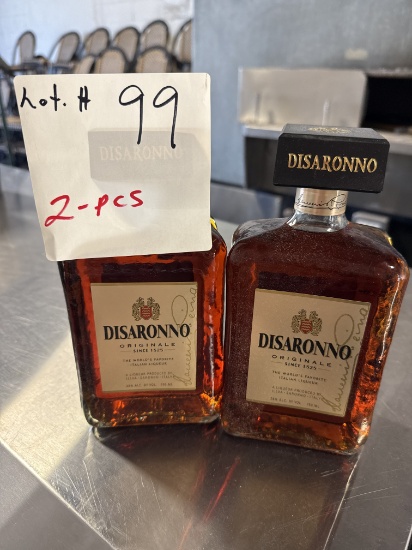 Lot. # 99
2-pcs
DISARONNO
DISARONNO
DISARONNO
ORIGINALE
SINCE 1525
THE WORLD'S FAVOURITE
ITALIAN LIQUEUR
DISARONNO
ORIGINALE
SINCE 1525
THE WORLD'S FAVOURITE
ITALIAN LIQUEUR